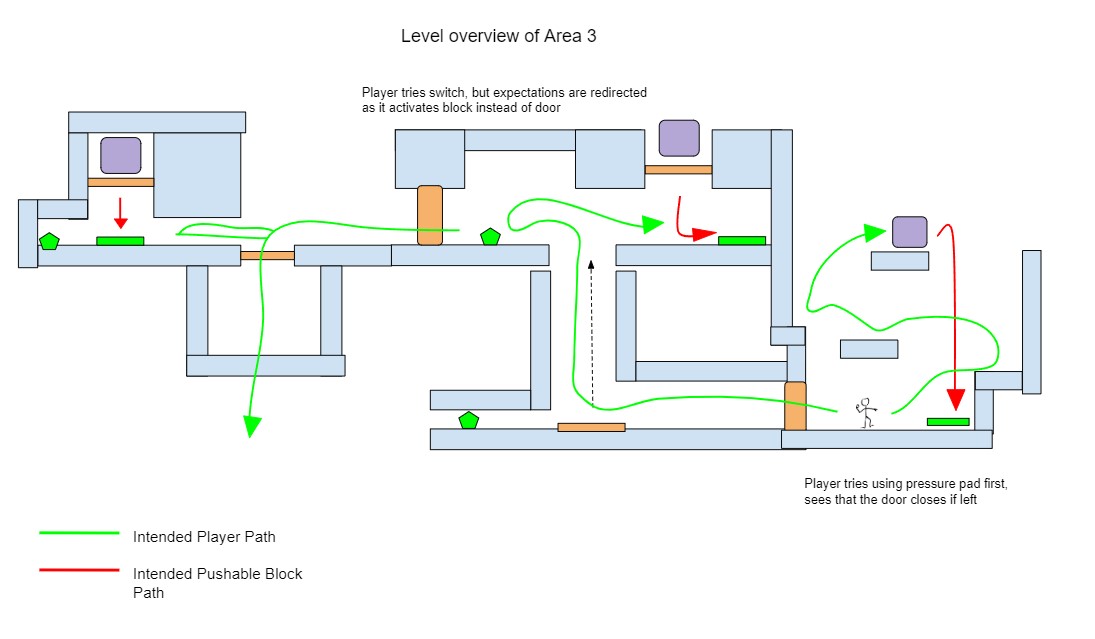 Level overview of Area 3
Player tries switch, but expectations are redirected
as it activates block instead of door
Player tries using pressure pad first,
sees that the door closes if left
Intended Player Path
Intended Pushable Block
Path